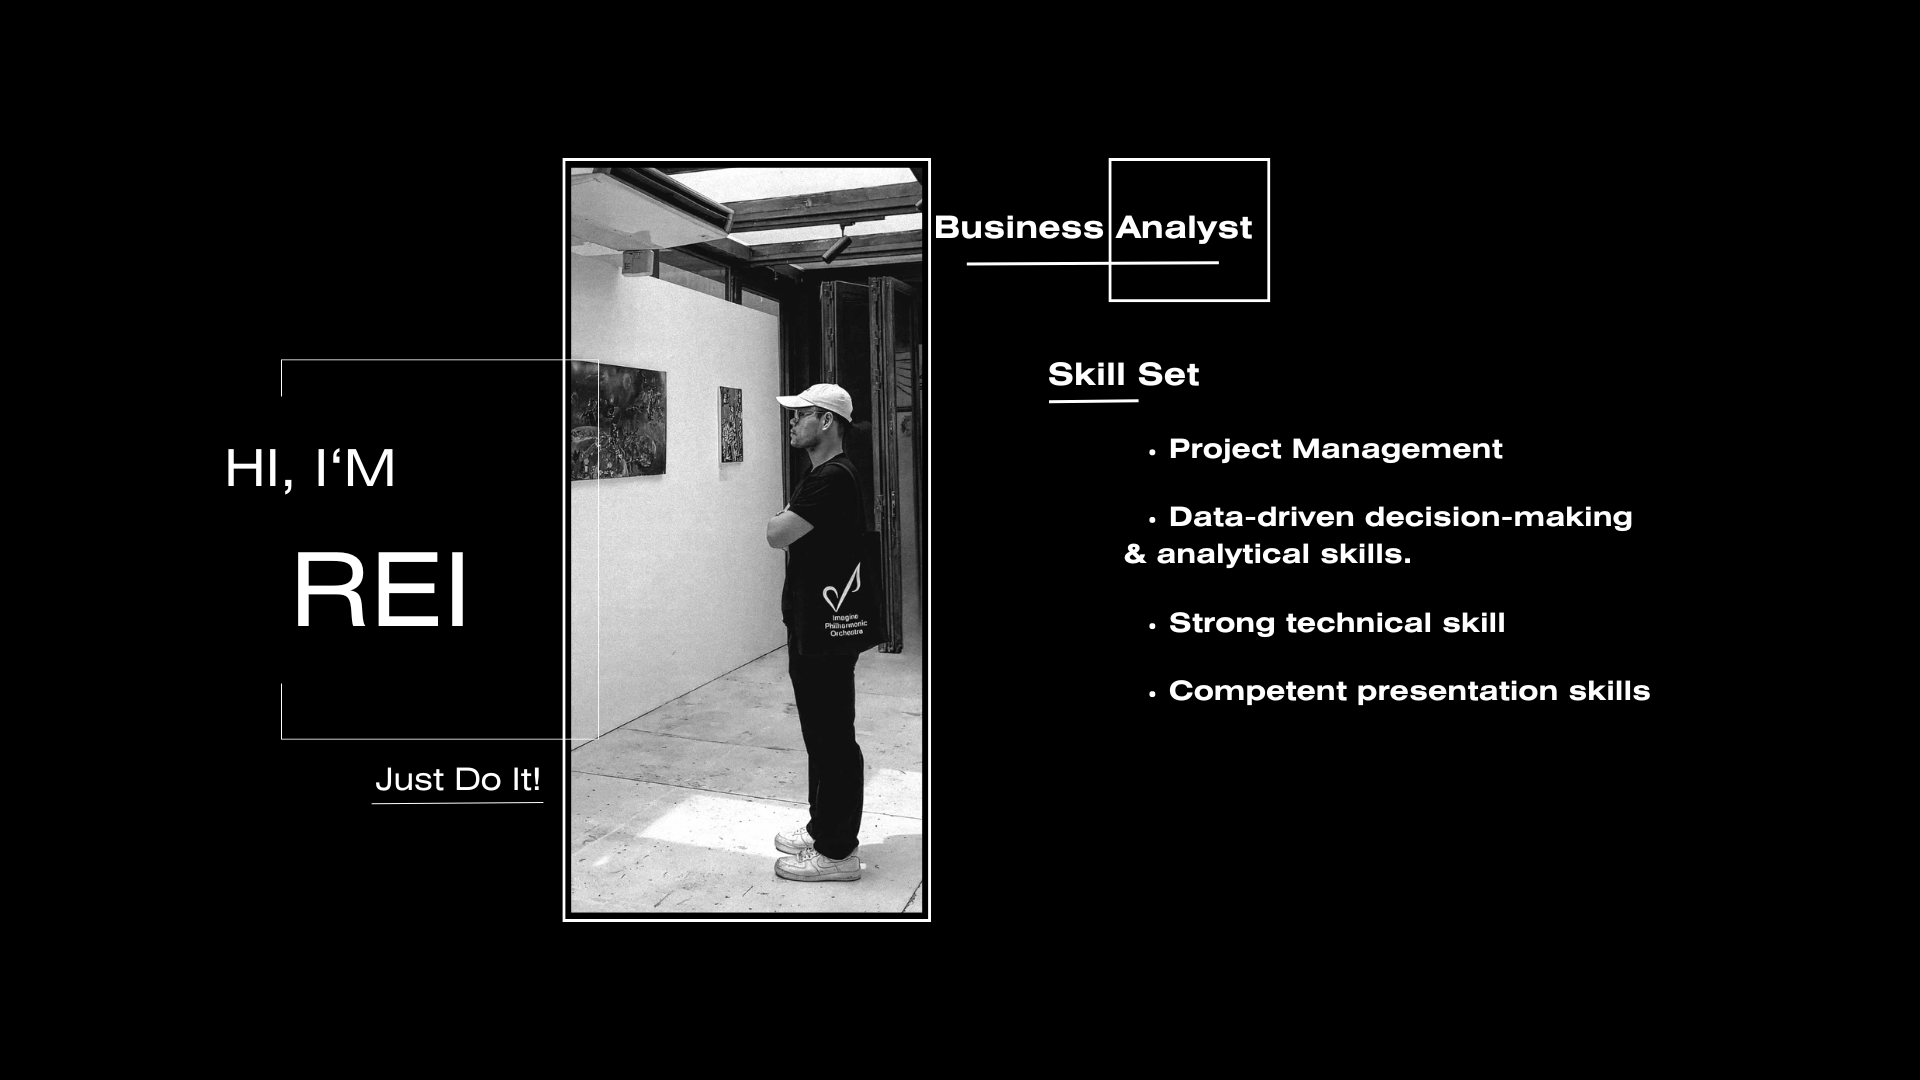 HI, I‘M
REI
Just Do It!
Business Analyst
Skill Set
• Project Management
• Data-driven decision-making
& analytical skills.
• Strong technical skill
• Competent presentation skills
Imagine
Philharmonic
Orchestra